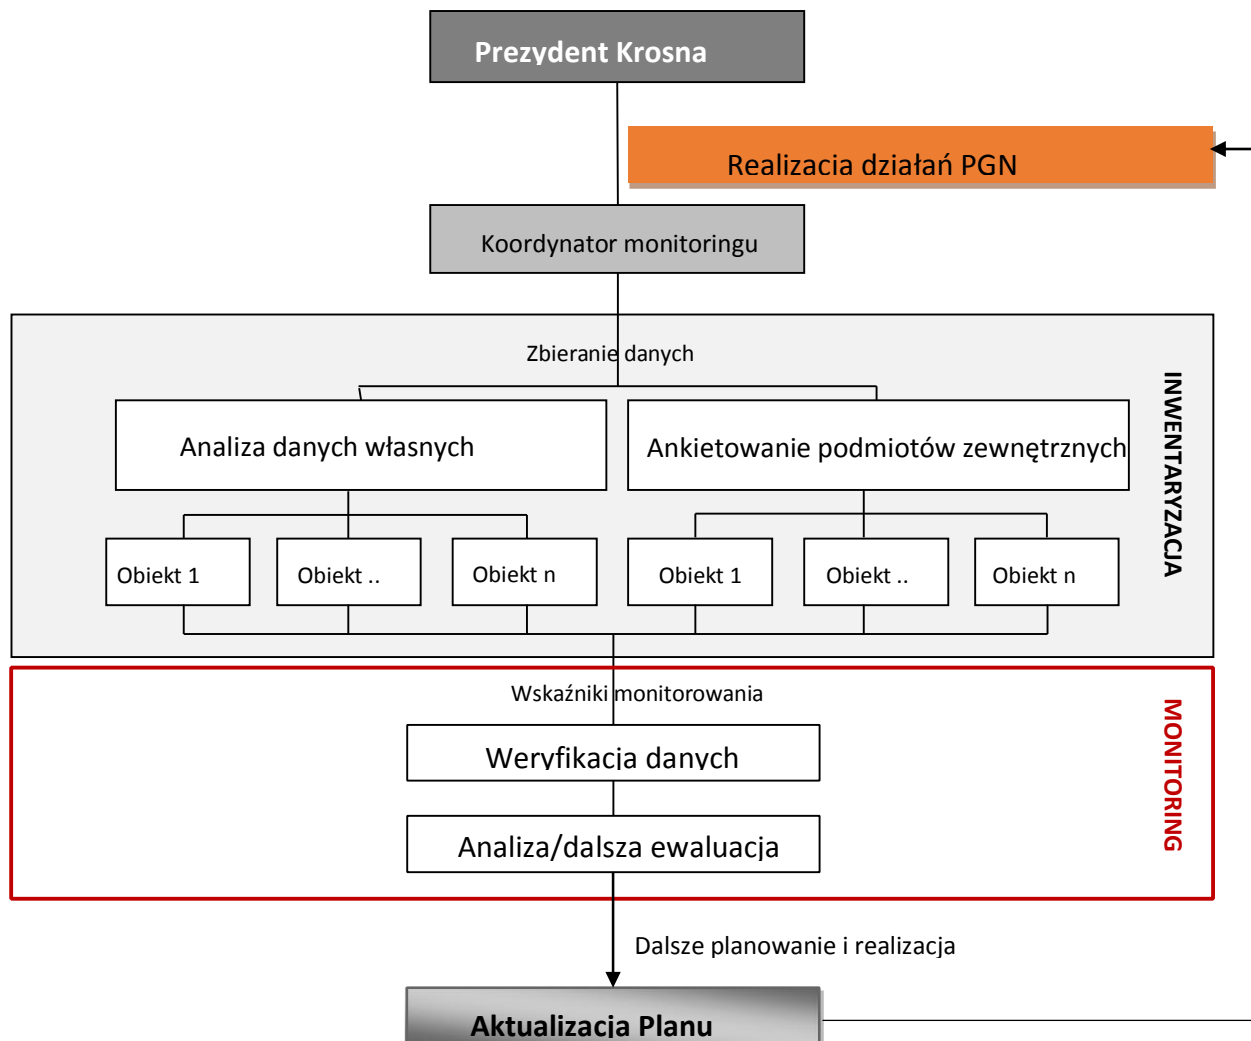 Prezydent Krosna
Realizacja działań PGN
Koordynator monitoringu
Zbieranie danych
INWENTARYZACJA
Analiza danych własnych
Ankietowanie podmiotów zewnętrznych
Obiekt 1
Obiekt ..
Obiekt n
Obiekt 1
Obiekt ..
Obiekt n
Wskaźniki monitorowania
MONITORING
Weryfikacja danych
Analiza/dalsza ewaluacja
Dalsze planowanie i realizacja
Aktualizacja Planu